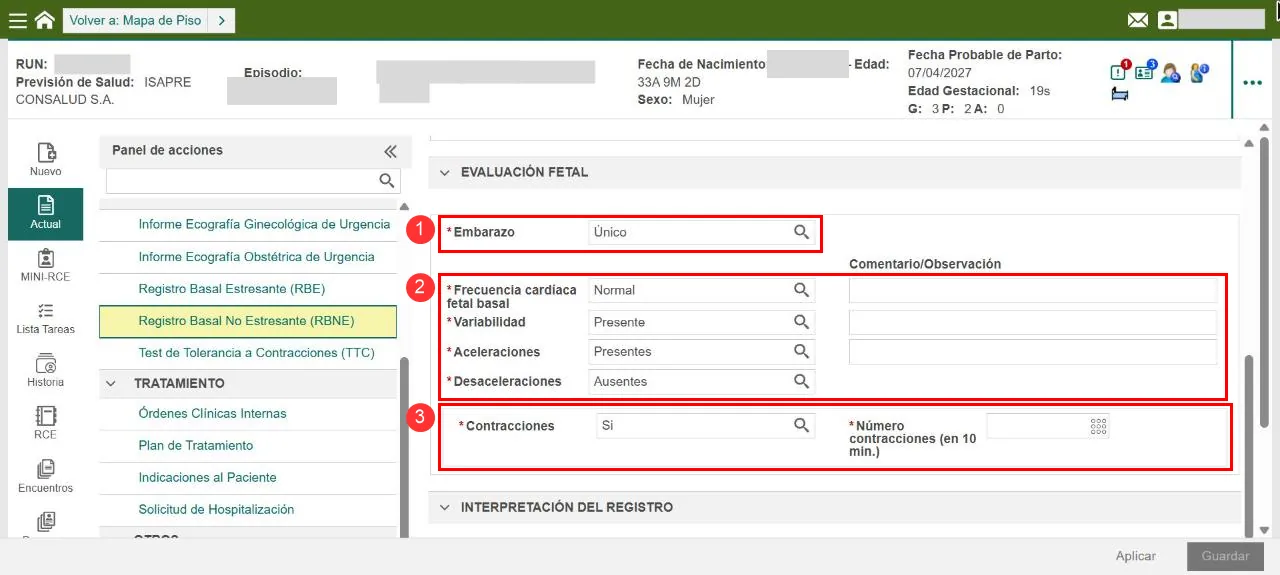 Volver a: Mapa de Piso
RUN:
Previsión de Salud: ISAPRE
CONSALUD S.A.
Episodio:
Fecha de Nacimiento
- Edad:
33A 9M 2D
Sexo: Mujer
Fecha Probable de Parto:
07/04/2027
Edad Gestacional: 19s
G: 3 P: 2 A: 0
1
3
Nuevo
Actual
MINI-RCE
Lista Tareas
Historia
RCE
Encuentros
Panel de acciones
Informe Ecografía Ginecológica de Urgencia
Informe Ecografía Obstétrica de Urgencia
Registro Basal Estresante (RBE)
Registro Basal No Estresante (RBNE)
Test de Tolerancia a Contracciones (TTC)
TRATAMIENTO
Órdenes Clínicas Internas
Plan de Tratamiento
Indicaciones al Paciente
Solicitud de Hospitalización
OTROS
EVALUACIÓN FETAL
1
* Embarazo Único
Comentario/Observación
2
* Frecuencia cardíaca Normal
fetal basal
* Variabilidad Presente
* Aceleraciones Presentes
* Desaceleraciones Ausentes
3
* Contracciones Si
* Número
contracciones (en 10
min.)
INTERPRETACIÓN DEL REGISTRO
Aplicar
Guardar